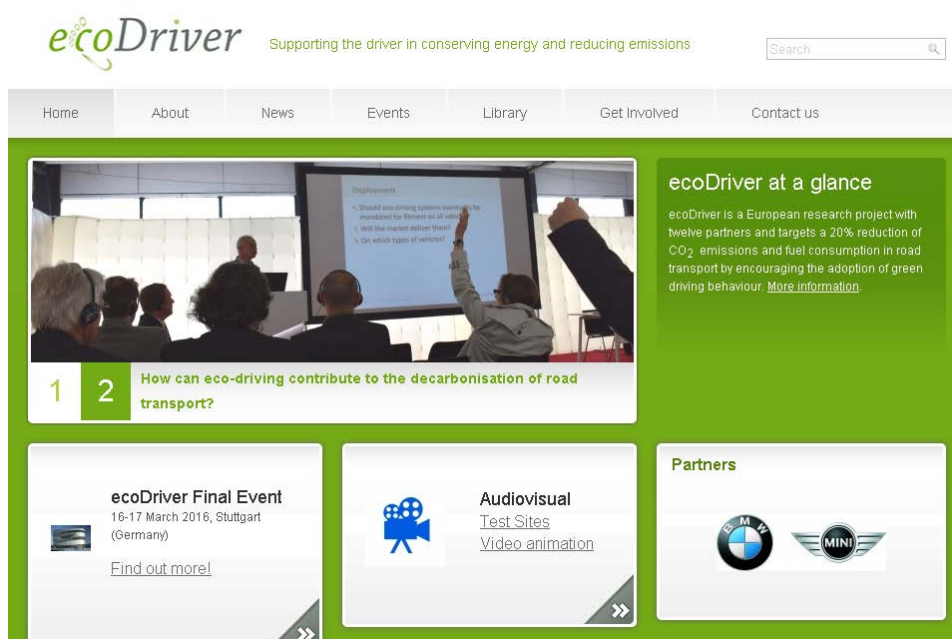 ecoDriver
Supporting the driver in conserving energy and reducing emissions
Search
Home
About
News
Events
Library
Get Involved
Contact us
Deployment
Should eco-driving systems eventually be
mandated for fitment on all vehicles?
Will the market deliver them?
On which types of vehicles?
1
2
How can eco-driving contribute to the decarbonisation of road
transport?
ecoDriver at a glance
ecoDriver is a European research project with
twelve partners and targets a 20% reduction of
CO2 emissions and fuel consumption in road
transport by encouraging the adoption of green
driving behaviour. More information.
ecoDriver Final Event
16-17 March 2016, Stuttgart
(Germany)
Find out more!
Audiovisual
Test Sites
Video animation
Partners
BMW
MINI